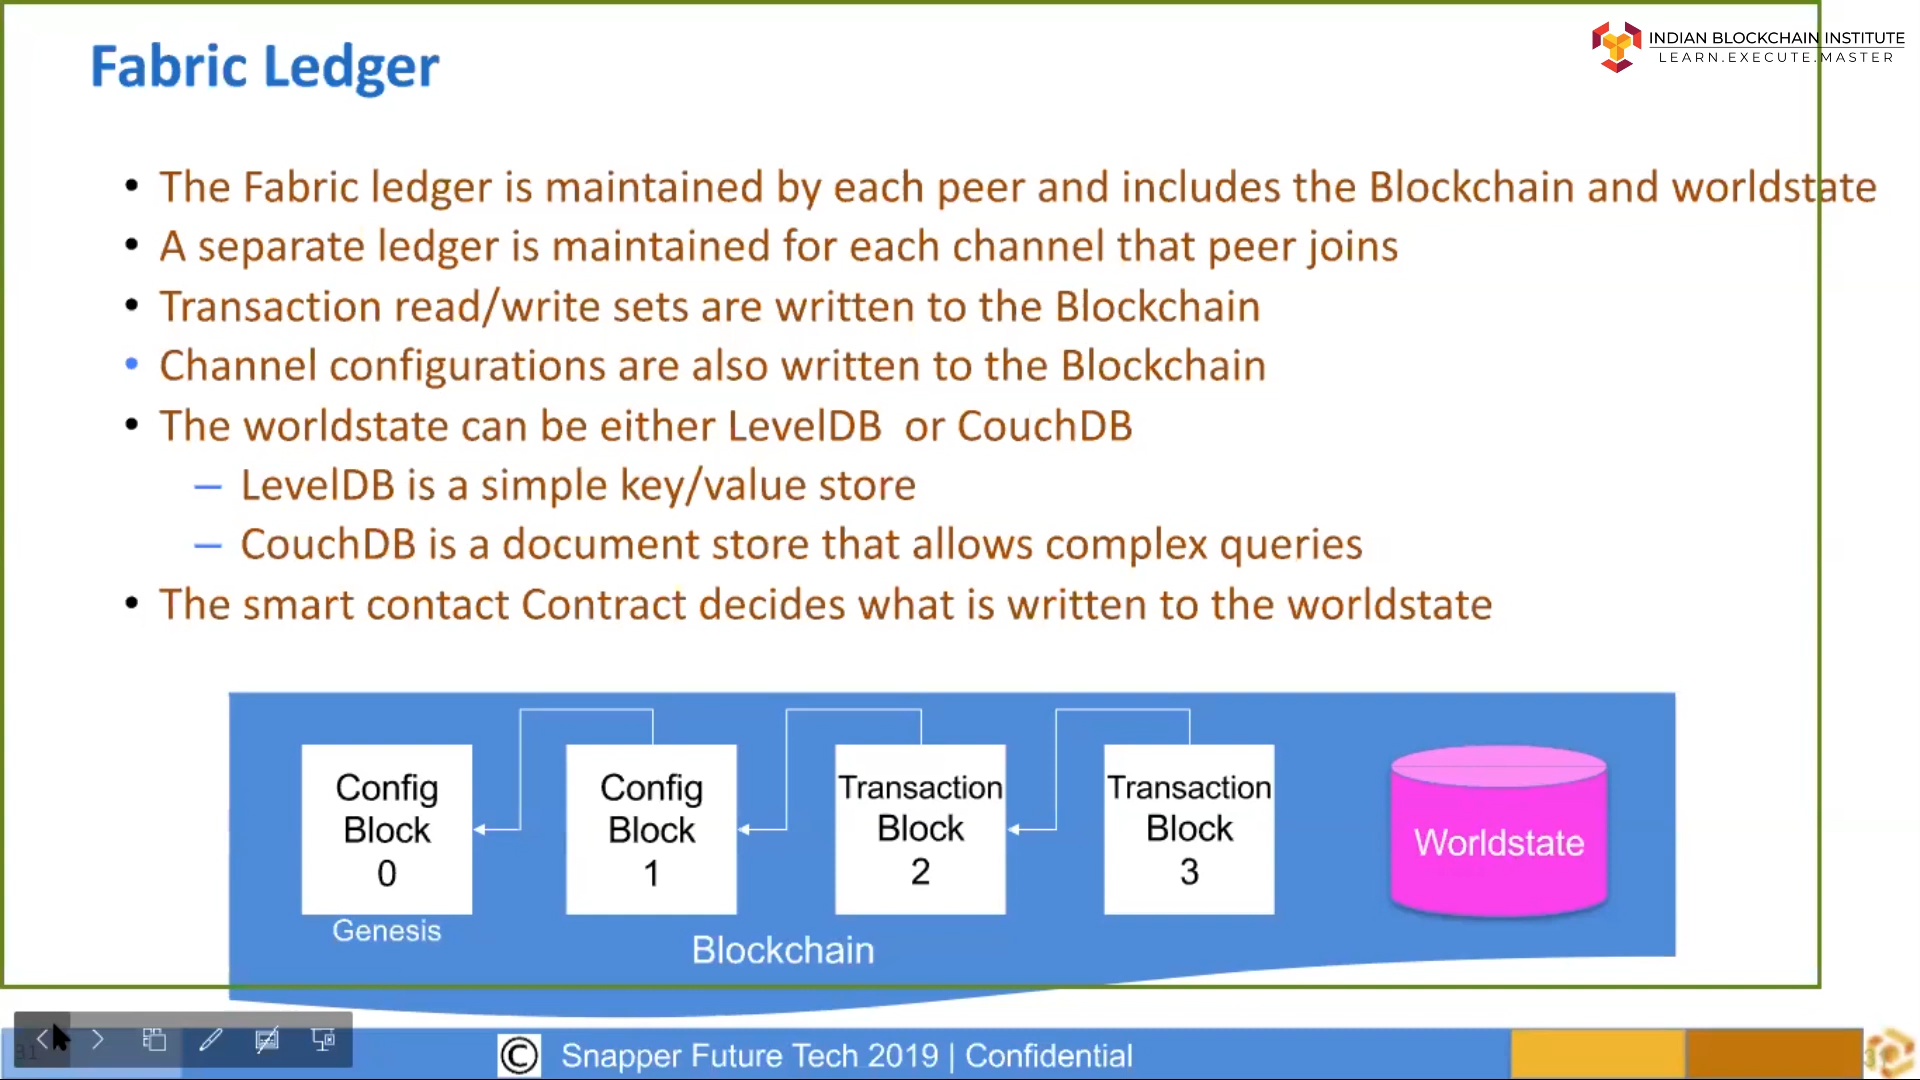 Fabric Ledger
INDIAN BLOCKCHAIN INSTITUTE
LEARN.EXECUTE.MASTER
• The Fabric ledger is maintained by each peer and includes the Blockchain and worldstate
• A separate ledger is maintained for each channel that peer joins
• Transaction read/write sets are written to the Blockchain
• Channel configurations are also written to the Blockchain
• The worldstate can be either LevelDB or CouchDB
– LevelDB is a simple key/value store
– CouchDB is a document store that allows complex queries
• The smart contact Contract decides what is written to the worldstate
Config
Block
0
Genesis
Config
Block
1
Transaction
Block
2
Transaction
Block
3
Worldstate
Blockchain
31
© Snapper Future Tech 2019 | Confidential